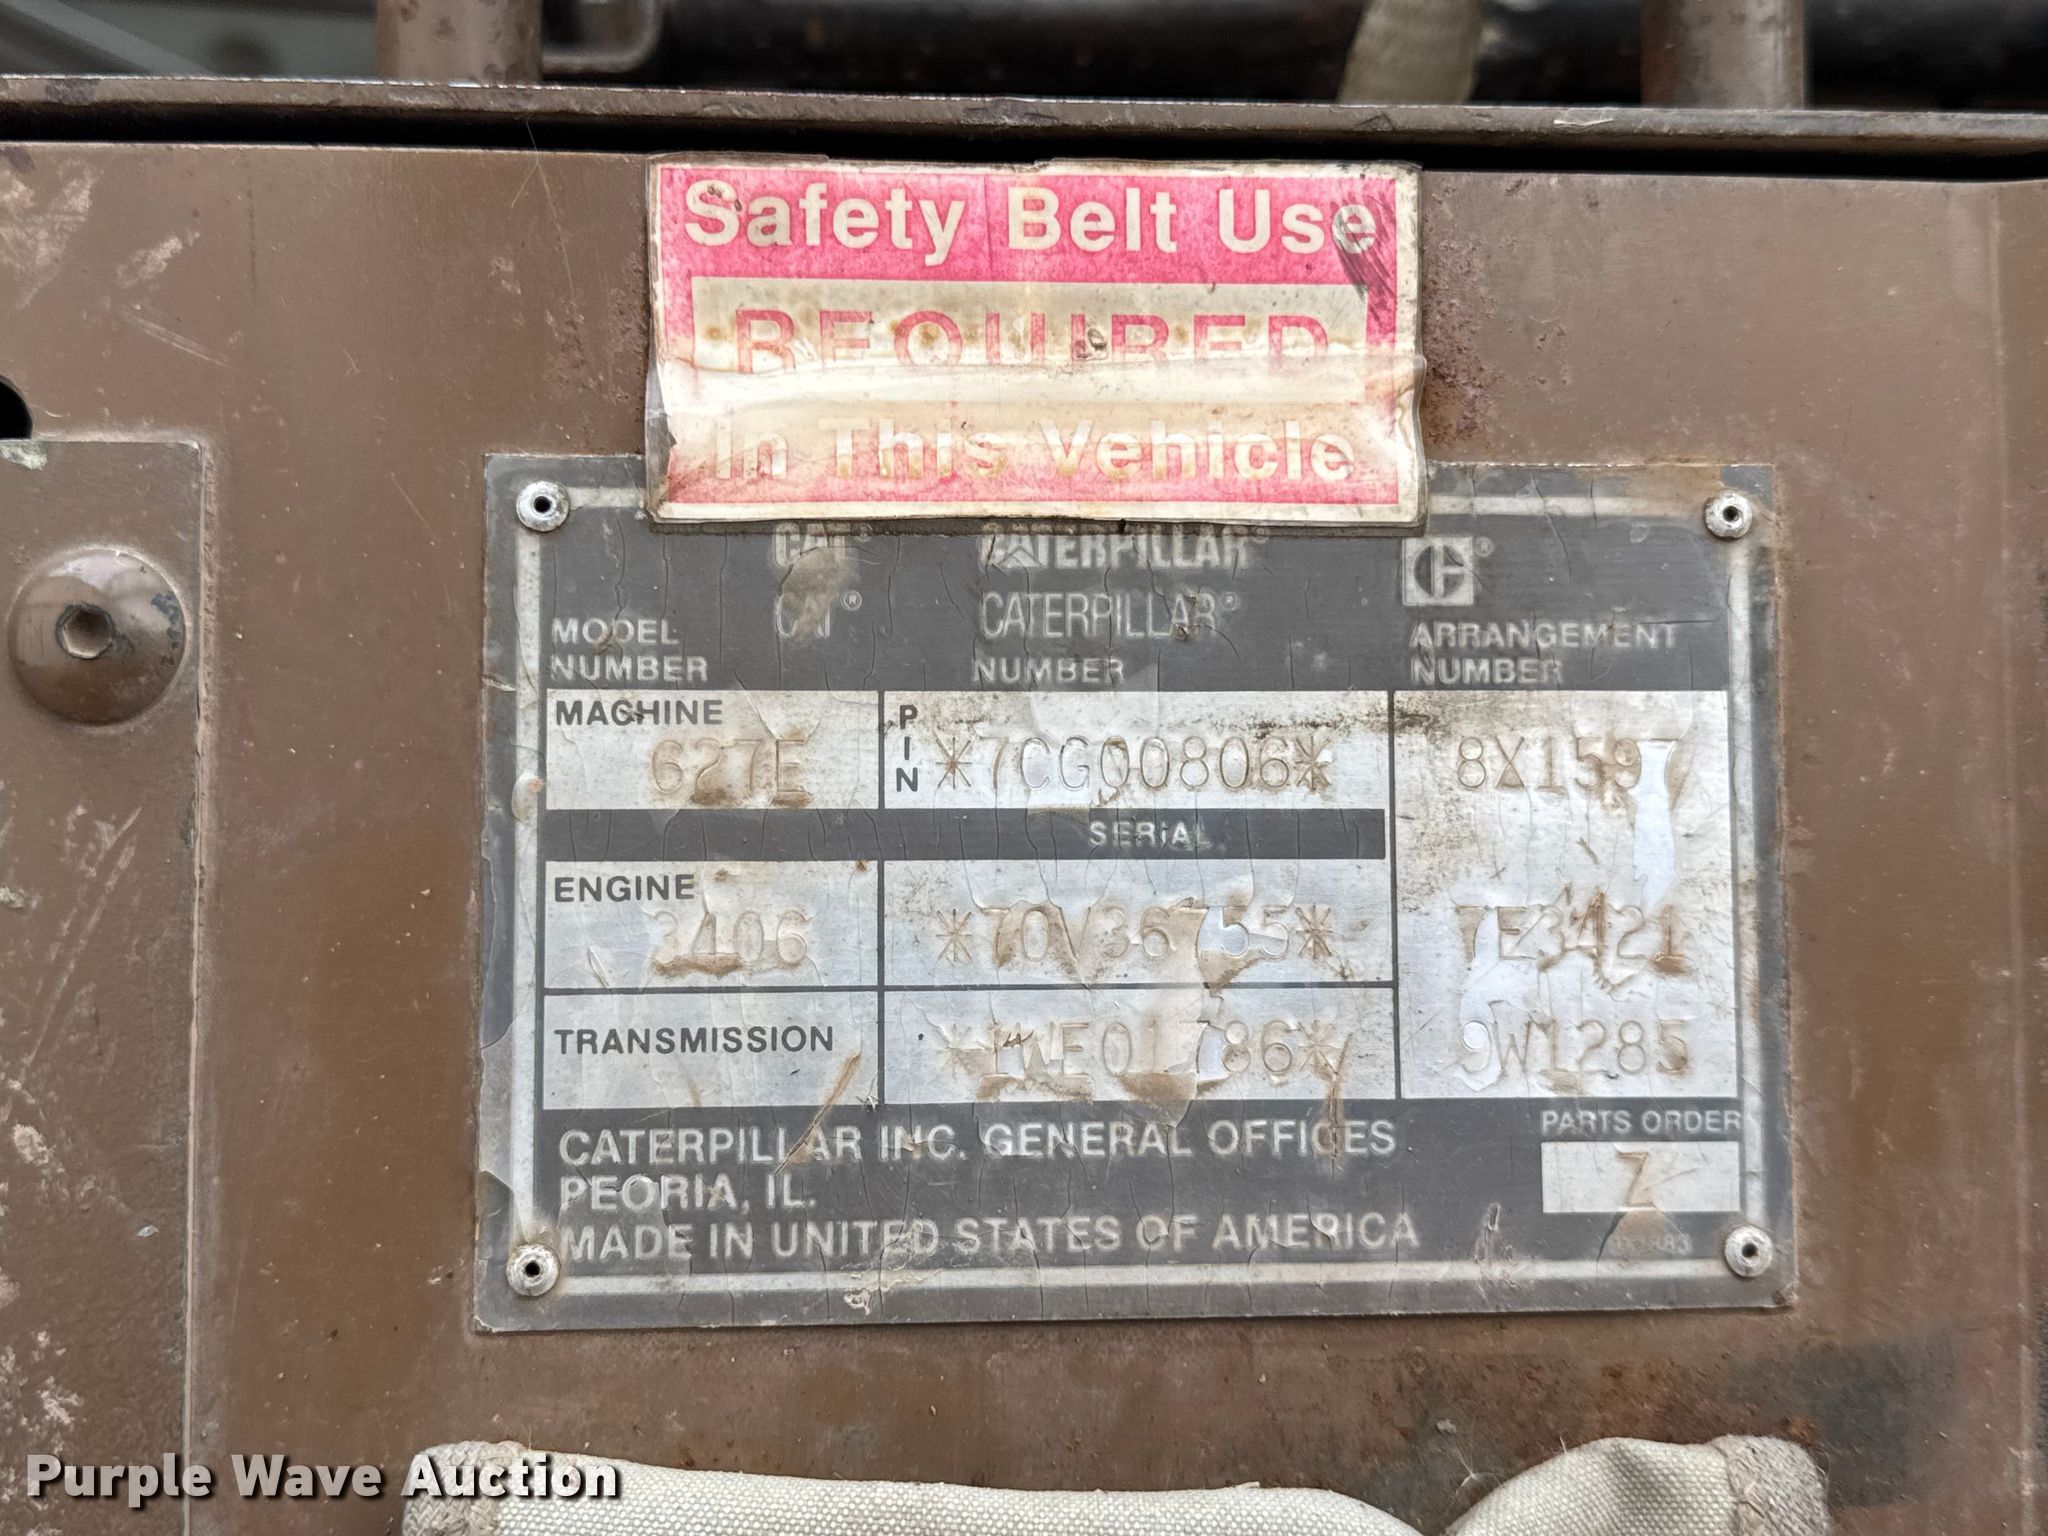 Safety Belt Use
REQUIRED
In This Vehicle
CAT® CATERPILLAR®
CAT® CATERPILLAR®
MODEL NUMBER NUMBER ARRANGEMENT NUMBER
MACHINE PIN
627E *7CG00806* 8X1597
SERIAL
ENGINE
3406 *70V36755* 7E3421
TRANSMISSION *1WE01786* 9W1285
CATERPILLAR INC. GENERAL OFFICES PARTS ORDER
PEORIA, IL. Z
MADE IN UNITED STATES OF AMERICA
Purple Wave Auction